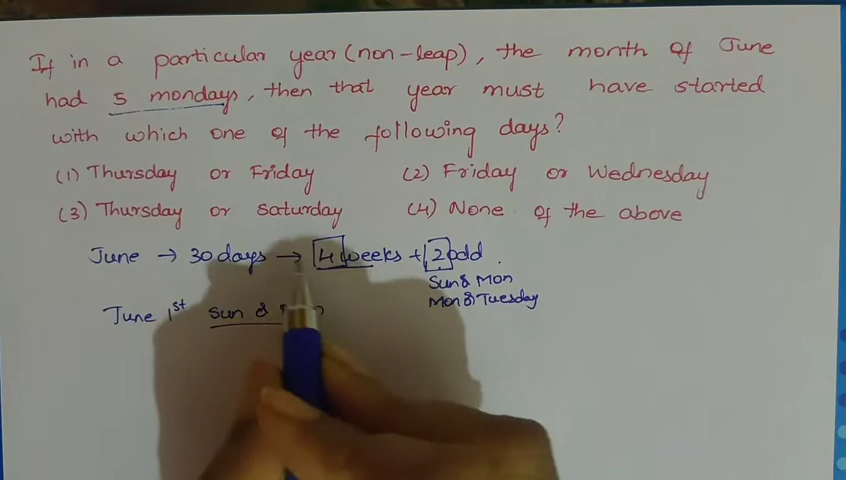 If in a particular year (non-leap), the month of June
had 5 mondays, then that year must have started
with which one of the following days?
(1) Thursday or Friday (2) Friday or Wednesday
(3) Thursday or Saturday (4) None of the above
June → 30 days → 4 weeks + 2 odd
Sun & Mon
Mon & Tuesday
June 1st Sun &